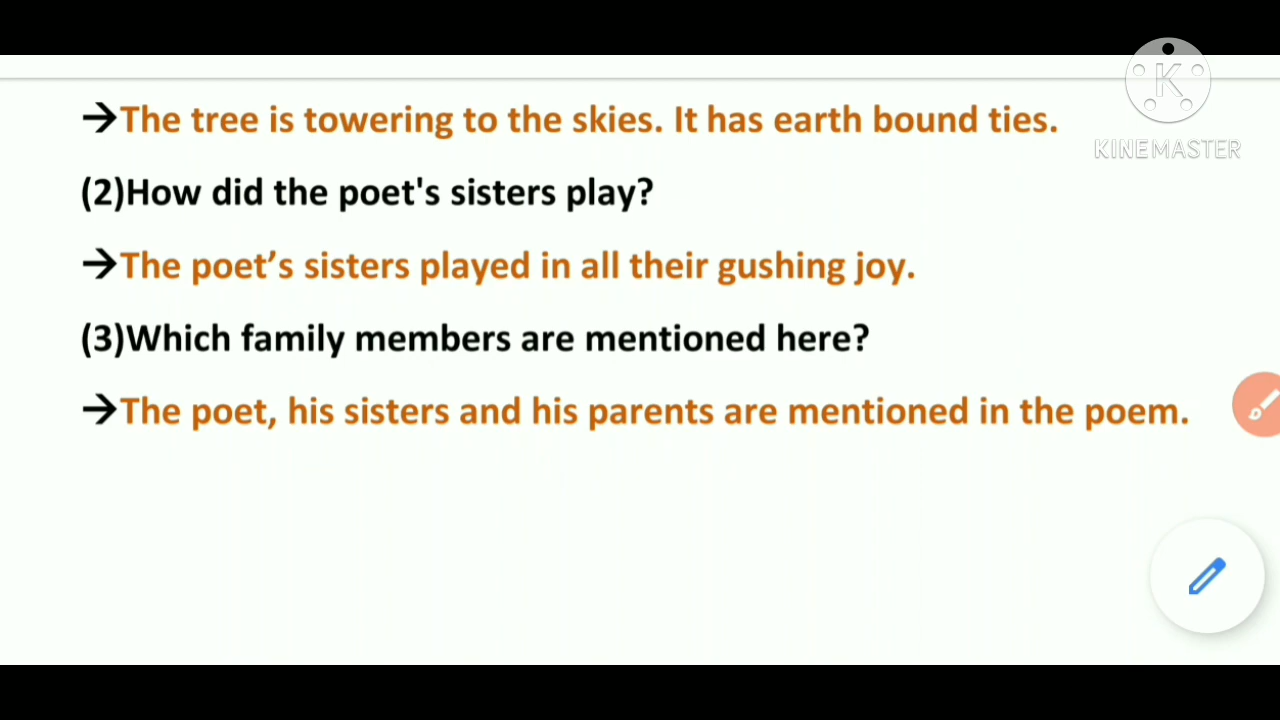 →The tree is towering to the skies. It has earth bound ties.
KINEMASTER
(2)How did the poet's sisters play?
→The poet’s sisters played in all their gushing joy.
(3)Which family members are mentioned here?
→The poet, his sisters and his parents are mentioned in the poem.